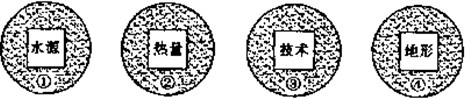 水源 热量 技术 地形
① ② ③ ④